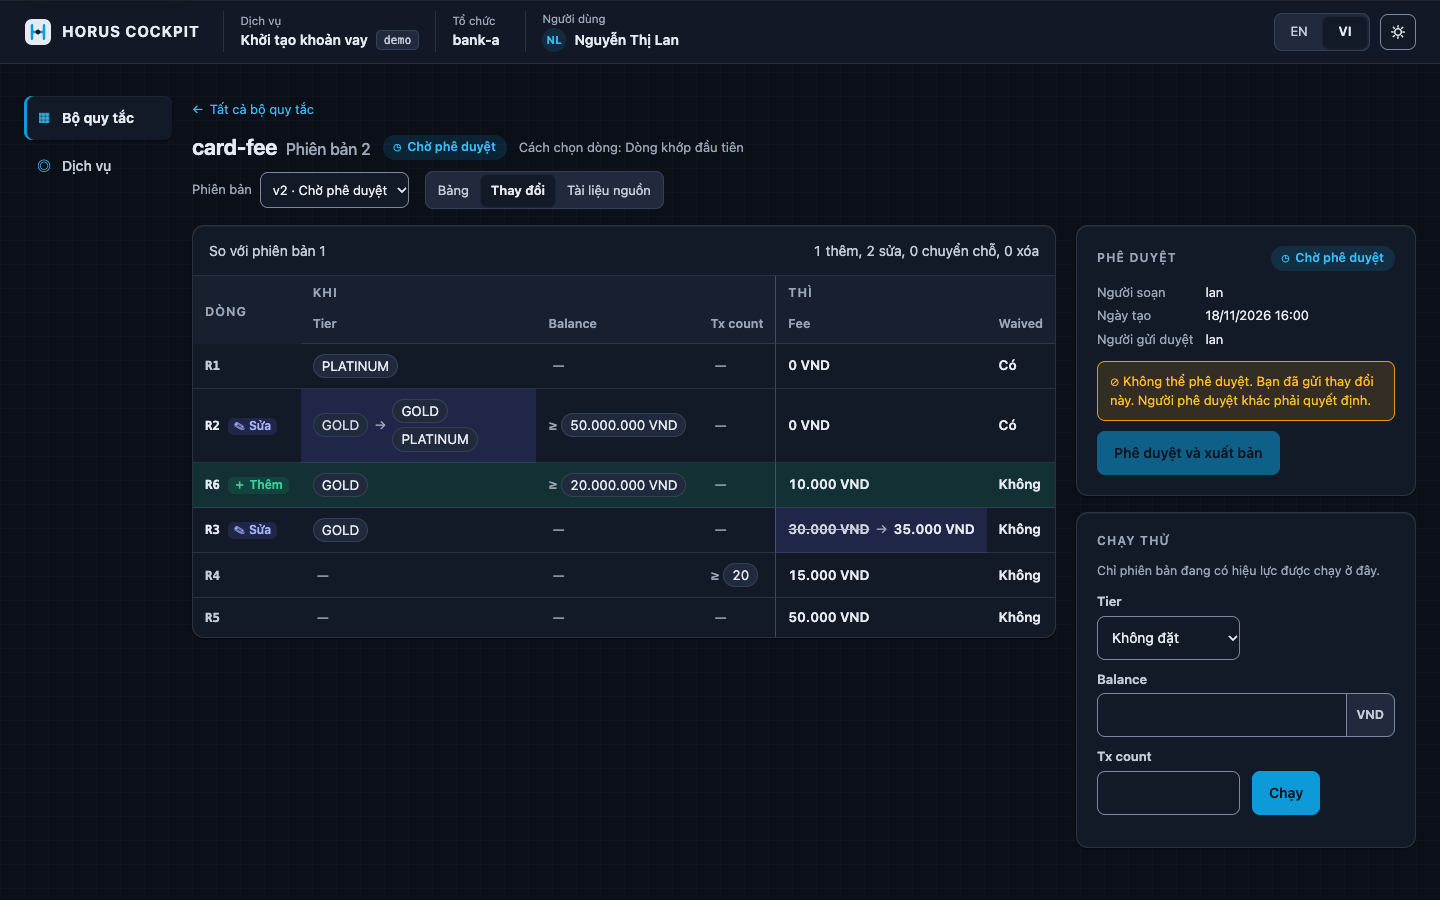 HORUS COCKPIT
Dịch vụ
Khởi tạo khoản vay demo
Tổ chức
bank-a
Người dùng
NL Nguyễn Thị Lan
EN VI
Bộ quy tắc
Dịch vụ
← Tất cả bộ quy tắc
card-fee Phiên bản 2 Chờ phê duyệt Cách chọn dòng: Dòng khớp đầu tiên
Phiên bản v2 · Chờ phê duyệt Bảng Thay đổi Tài liệu nguồn
So với phiên bản 1 1 thêm, 2 sửa, 0 chuyển chỗ, 0 xóa
DÒNG KHI THÌ
Tier Balance Tx count Fee Waived
R1 PLATINUM — — 0 VND Có
R2 ✎ Sửa GOLD → GOLD PLATINUM ≥ 50.000.000 VND — 0 VND Có
R6 + Thêm GOLD ≥ 20.000.000 VND — 10.000 VND Không
R3 ✎ Sửa GOLD — — 30.000 VND → 35.000 VND Không
R4 — — ≥ 20 15.000 VND Không
R5 — — — 50.000 VND Không
PHÊ DUYỆT Chờ phê duyệt
Người soạn lan
Ngày tạo 18/11/2026 16:00
Người gửi duyệt lan
⊘ Không thể phê duyệt. Bạn đã gửi thay đổi
này. Người phê duyệt khác phải quyết định.
Phê duyệt và xuất bản
CHẠY THỬ
Chỉ phiên bản đang có hiệu lực được chạy ở đây.
Tier
Không đặt
Balance
VND
Tx count
Chạy